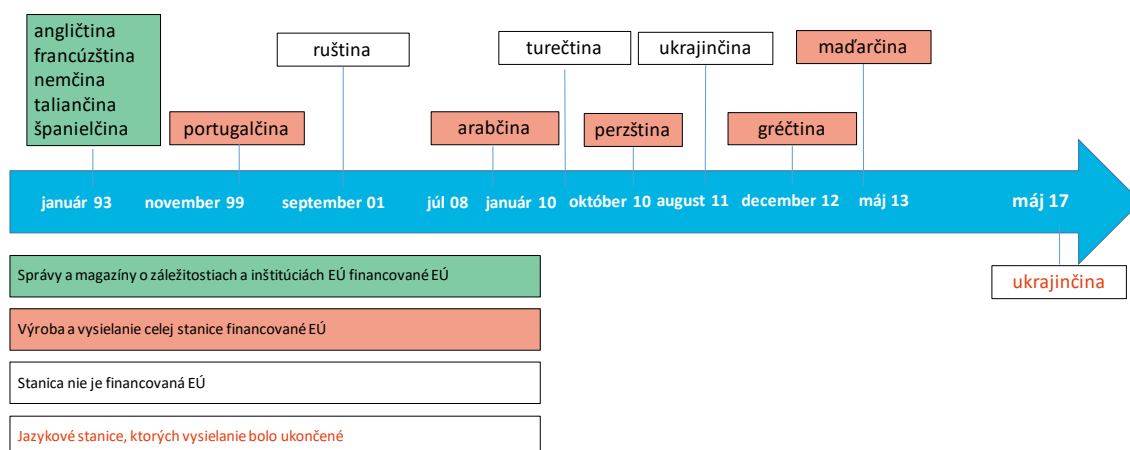 angličtina
francúzština
nemčina
taliančina
španielčina
portugalčina
ruština
arabčina
turečtina
perzština
ukrajinčina
gréčtina
maďarčina
január 93
november 99
september 01
júl 08
január 10
október 10
august 11
december 12
máj 13
máj 17
ukrajinčina
Správy a magazíny o záležitostiach a inštitúciách EÚ financované EÚ
Výroba a vysielanie celej stanice financované EÚ
Stanica nie je financovaná EÚ
Jazykové stanice, ktorých vysielanie bolo ukončené